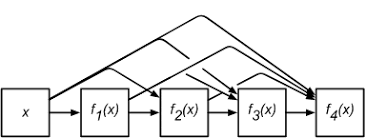 x f₁(x) f₂(x) f₃(x) f₄(x)